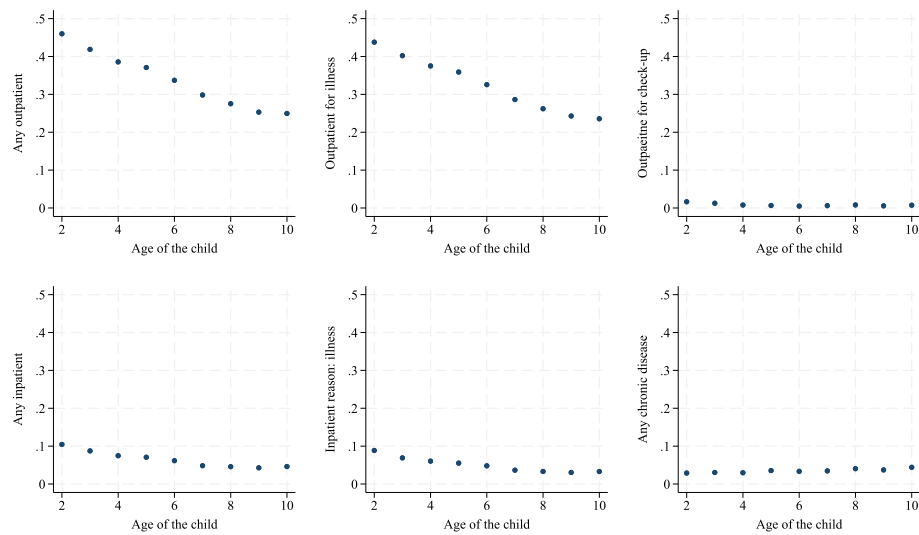 .5
.4
.3
.2
.1
0
Any outpatient
2 4 6 8 10
Age of the child
.5
.4
.3
.2
.1
0
Outpatient for illness
2 4 6 8 10
Age of the child
.5
.4
.3
.2
.1
0
Outpaeitne for check-up
2 4 6 8 10
Age of the child
.5
.4
.3
.2
.1
0
Any inpatient
2 4 6 8 10
Age of the child
.5
.4
.3
.2
.1
0
Inpatient reason: illness
2 4 6 8 10
Age of the child
.5
.4
.3
.2
.1
0
Any chronic disease
2 4 6 8 10
Age of the child